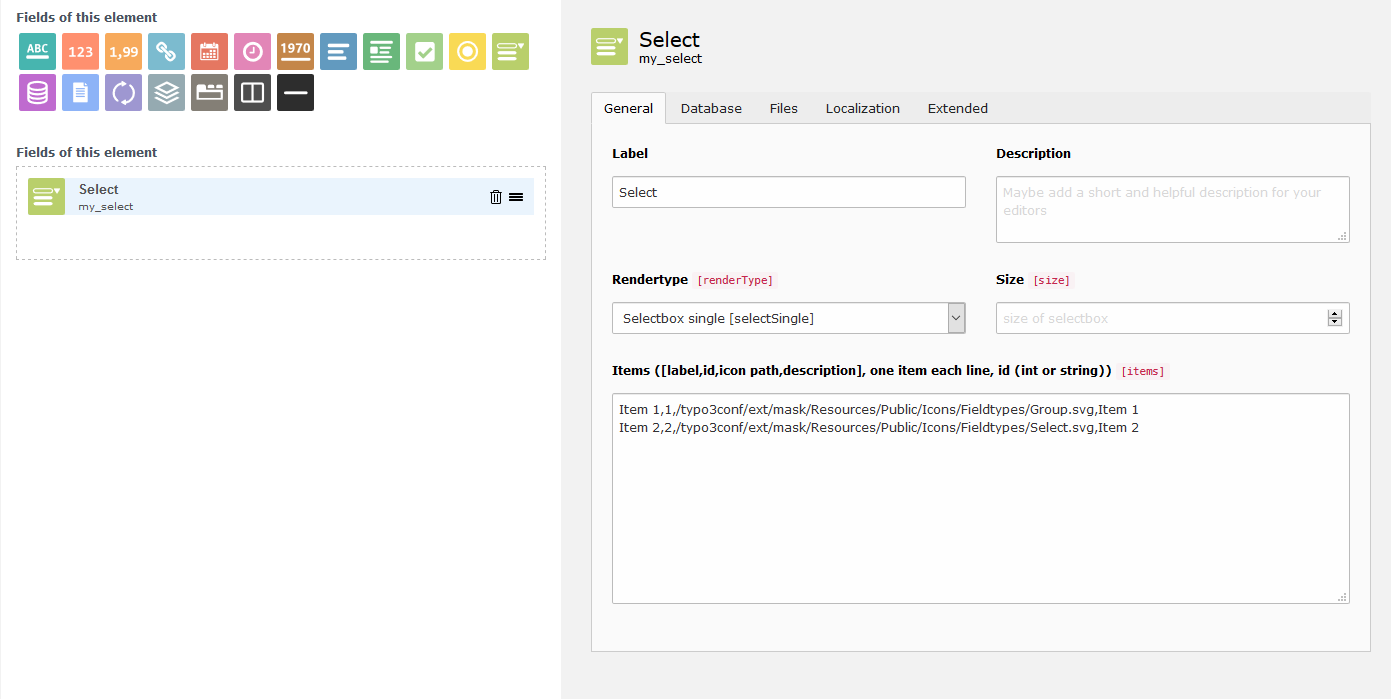 Fields of this element
ABC
123
1,99
1970
Fields of this element
Select
my_select
Select
my_select
General
Database
Files
Localization
Extended
Label
Description
Select
Maybe add a short and helpful description for your
editors
Rendertype [renderType]
Size [size]
Selectbox single [selectSingle]
size of selectbox
Items ([label,id,icon path,description], one item each line, id (int or string)) [items]
Item 1,1,/typo3conf/ext/mask/Resources/Public/Icons/Fieldtypes/Group.svg,Item 1
Item 2,2,/typo3conf/ext/mask/Resources/Public/Icons/Fieldtypes/Select.svg,Item 2